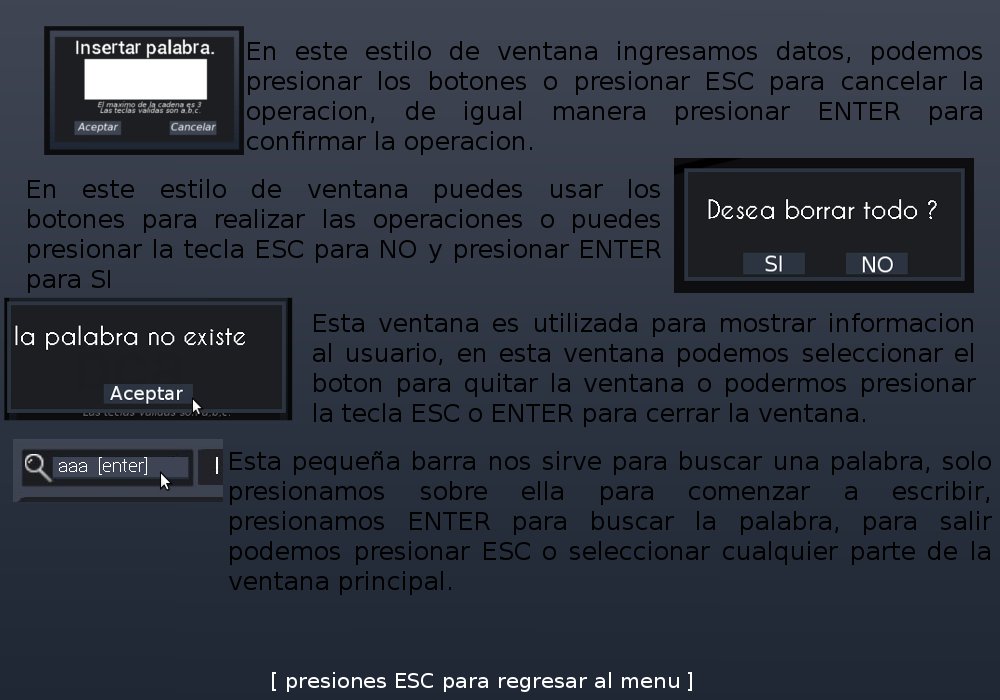 Insertar palabra.
El maximo de la cadena es 3
Las teclas validas son a,b,c.
Aceptar Cancelar
En este estilo de ventana ingresamos datos, podemos
presionar los botones o presionar ESC para cancelar la
operacion, de igual manera presionar ENTER para
confirmar la operacion.
En este estilo de ventana puedes usar los
botones para realizar las operaciones o puedes
presionar la tecla ESC para NO y presionar ENTER
para SI
Desea borrar todo ?
SI NO
la palabra no existe
Aceptar
Las teclas validas son a,b,c.
Esta ventana es utilizada para mostrar informacion
al usuario, en esta ventana podemos seleccionar el
boton para quitar la ventana o podermos presionar
la tecla ESC o ENTER para cerrar la ventana.
aaa [enter]
Esta pequeña barra nos sirve para buscar una palabra, solo
presionamos sobre ella para comenzar a escribir,
presionamos ENTER para buscar la palabra, para salir
podemos presionar ESC o seleccionar cualquier parte de la
ventana principal.
[ presiones ESC para regresar al menu ]